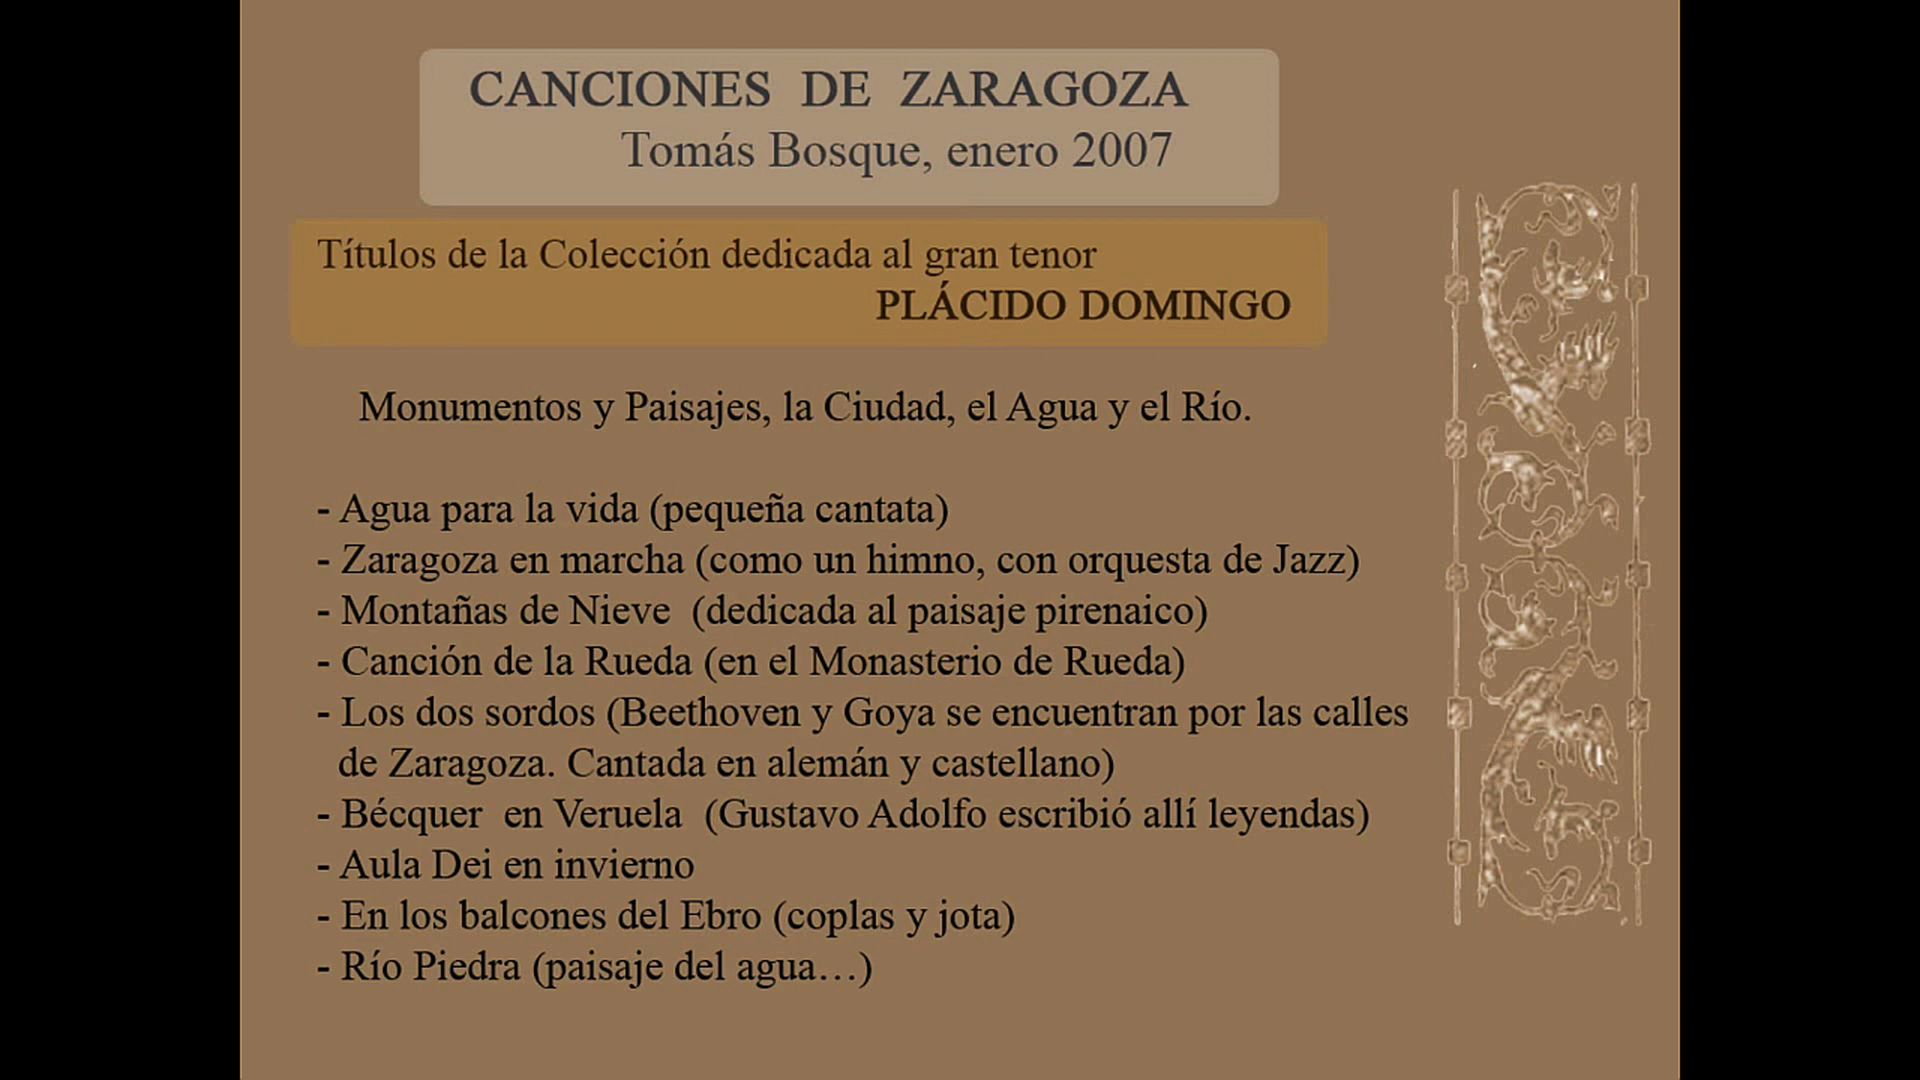 CANCIONES DE ZARAGOZA
Tomás Bosque, enero 2007
Títulos de la Colección dedicada al gran tenor
PLÁCIDO DOMINGO
Monumentos y Paisajes, la Ciudad, el Agua y el Río.
- Agua para la vida (pequeña cantata)
- Zaragoza en marcha (como un himno, con orquesta de Jazz)
- Montañas de Nieve (dedicada al paisaje pirenaico)
- Canción de la Rueda (en el Monasterio de Rueda)
- Los dos sordos (Beethoven y Goya se encuentran por las calles
de Zaragoza. Cantada en alemán y castellano)
- Bécquer en Veruela (Gustavo Adolfo escribió allí leyendas)
- Aula Dei en invierno
- En los balcones del Ebro (coplas y jota)
- Río Piedra (paisaje del agua…)